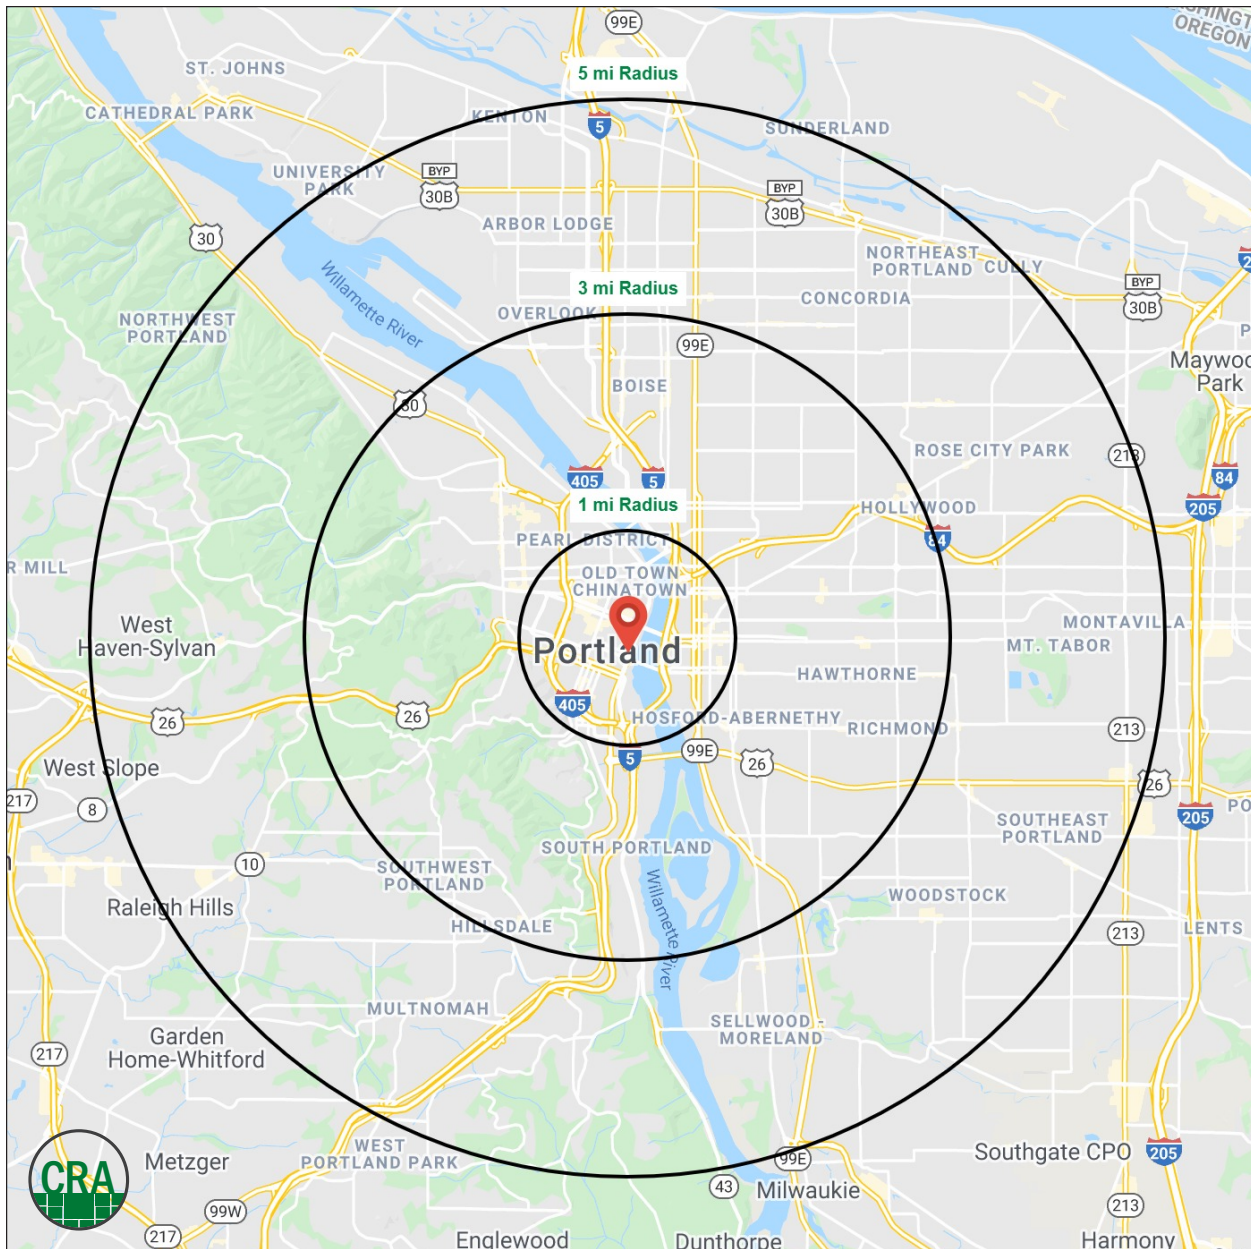 WASHINGT
OREGON
99E
ST. JOHNS
5 mi Radius
CATHEDRAL PARK
KENTON
5
SUNDERLAND
UNIVERSITY
PARK
BYP
30B
BYP
30B
ARBOR LODGE
30
NORTHEAST
PORTLAND
CULLY
Willamette River
3 mi Radius
CONCORDIA
BYP
30B
NORTHWEST
PORTLAND
OVERLOOK
99E
Maywoo
Park
BOISE
30
ROSE CITY PARK
213
405
5
84
1 mi Radius
HOLLYWOOD
205
PEARL DISTRICT
84
R MILL
OLD TOWN
CHINATOWN
West
Haven-Sylvan
MONTAVILLA
Portland
MT. TABOR
HAWTHORNE
405
26
26
HOSFORD-ABERNETHY
RICHMOND
213
5
99E
26
West Slope
26
217
8
205
PO
SOUTHEAST
PORTLAND
SOUTH PORTLAND
10
SOUTHWEST
PORTLAND
WOODSTOCK
Raleigh Hills
HILLSDALE
Willamette River
213
LENTS
MULTNOMAH
SELLWOOD -
MORELAND
Garden
Home-Whitford
217
WEST
PORTLAND PARK
Southgate CPO
205
CRA
Metzger
99E
43
Milwaukie
99W
213
217
Englewood
Dunthorpe
Harmony